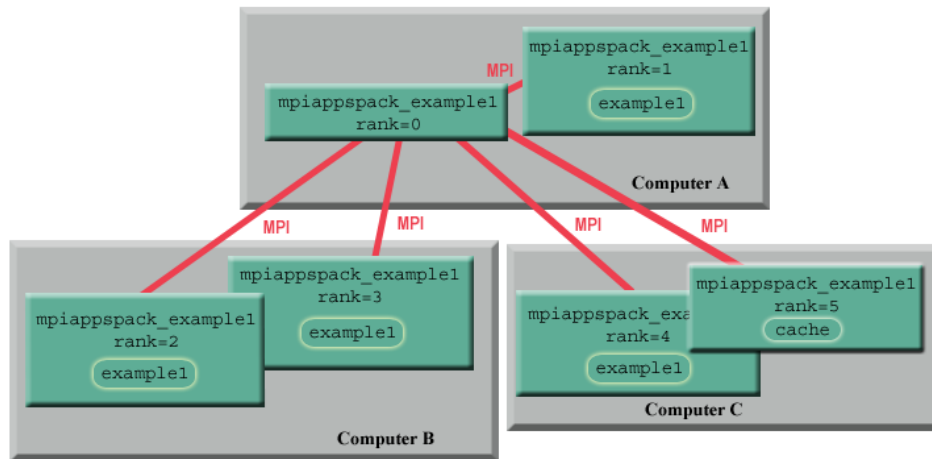 mpiappspack_example1
rank=1
example1
MPI
mpiappspack_example1
rank=0
Computer A
MPI
MPI
MPI
MPI
mpiappspack_example1
rank=3
example1
mpiappspack_example1
rank=2
example1
Computer B
mpiappspack_example1
rank=5
cache
mpiappspack_exa
rank=4
example1
Computer C